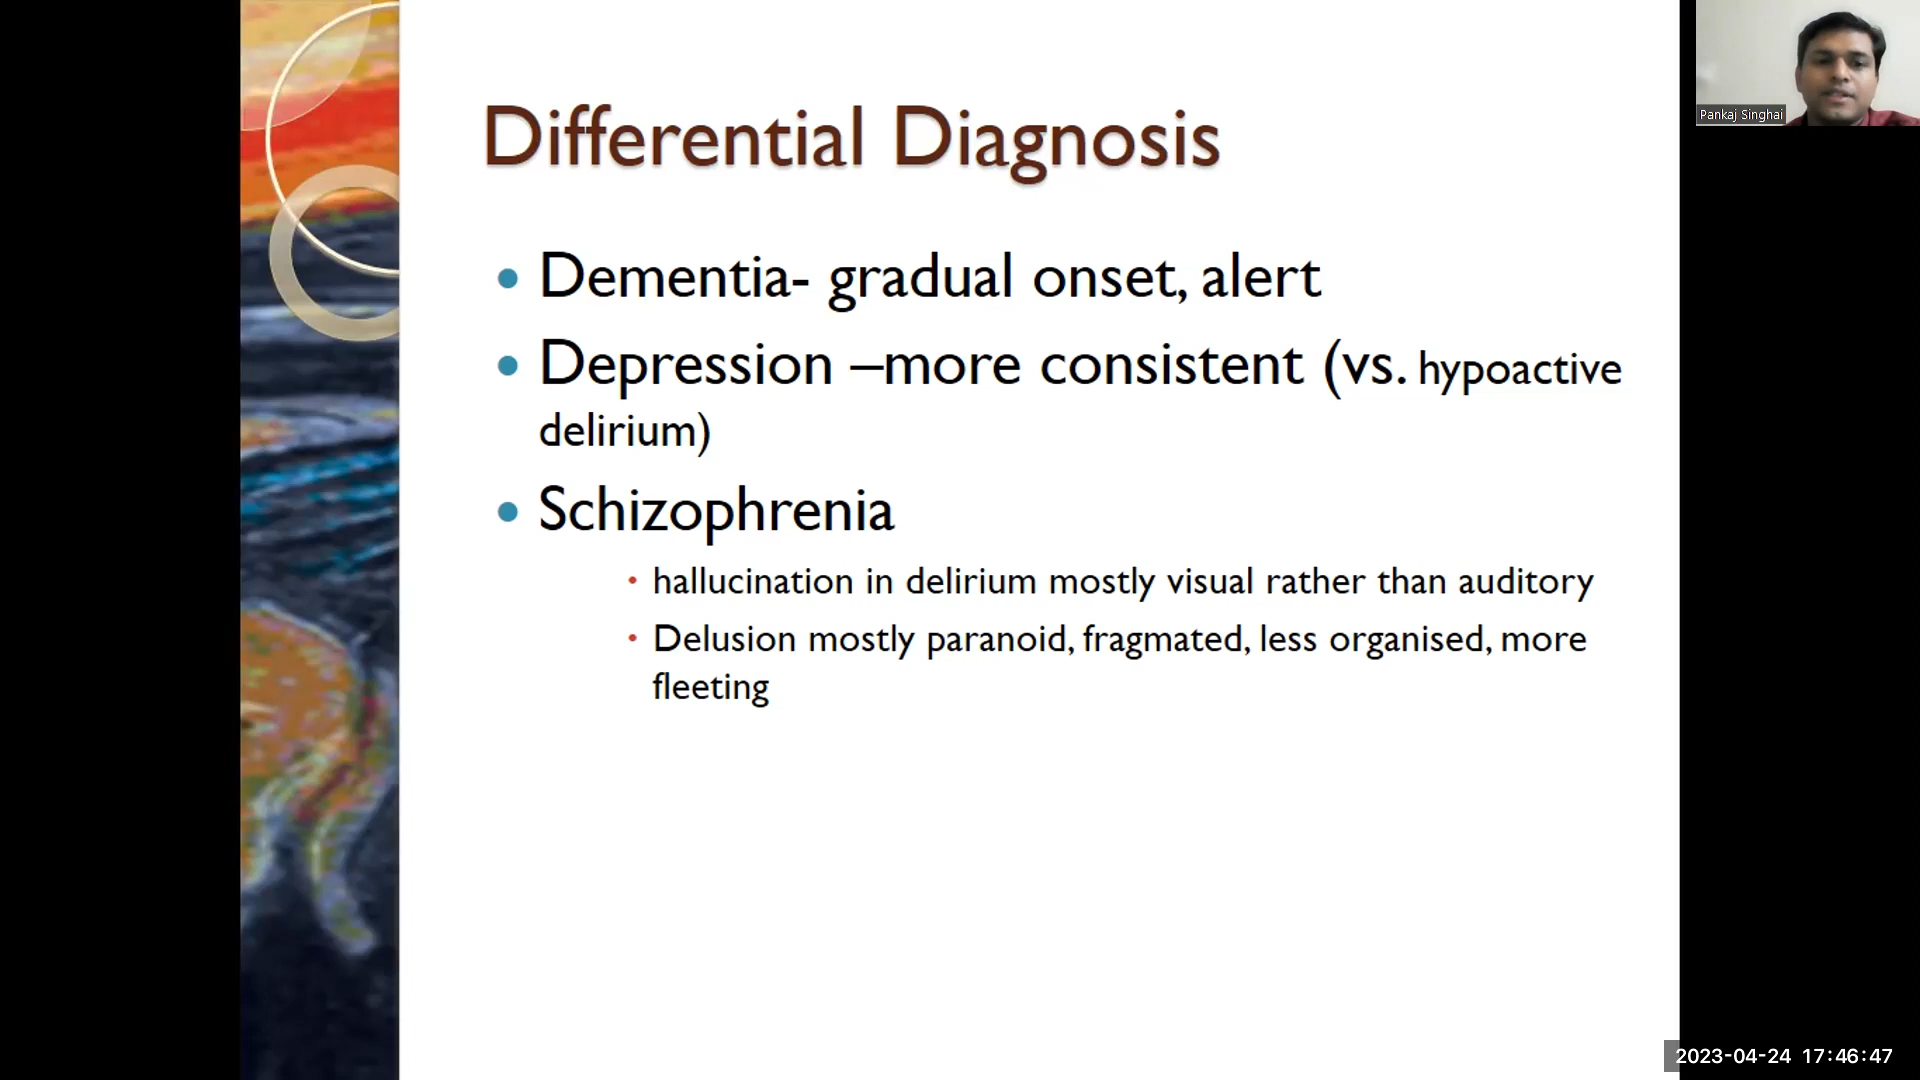 Differential Diagnosis
Dementia- gradual onset, alert
Depression –more consistent (vs. hypoactive
delirium)
Schizophrenia
hallucination in delirium mostly visual rather than auditory
Delusion mostly paranoid, fragmated, less organised, more
fleeting
Pankaj Singhai
2023-04-24 17:46:47